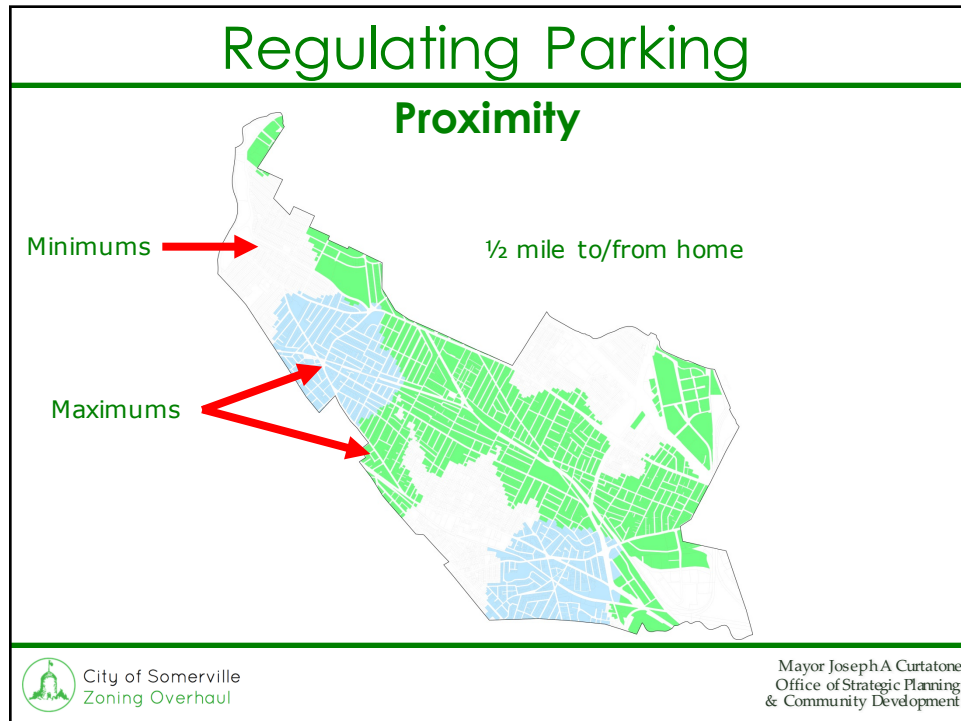 Regulating Parking
Proximity
Minimums
½ mile to/from home
Maximums
City of Somerville
Zoning Overhaul
Mayor Joseph A Curtatone
Office of Strategic Planning
& Community Development